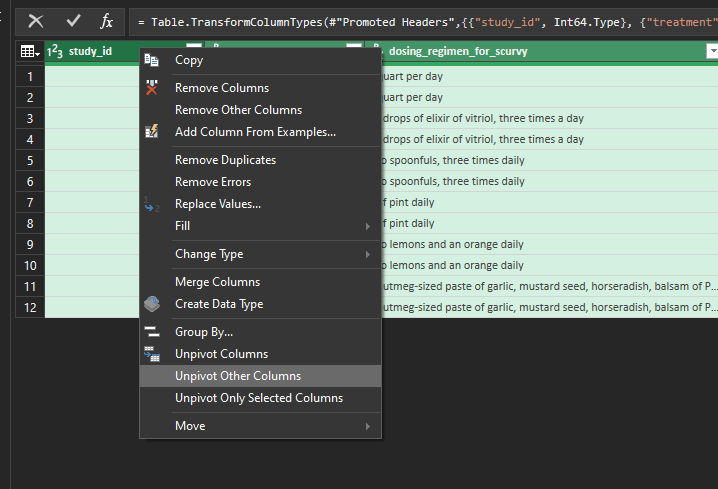 fx = Table.TransformColumnTypes(#"Promoted Headers",{{"study_id", Int64.Type}, {"treatment"
123 study_id dosing_regimen_for_scurvy
1 uart per day
2 uart per day
3 drops of elixir of vitriol, three times a day
4 drops of elixir of vitriol, three times a day
5 o spoonfuls, three times daily
6 o spoonfuls, three times daily
7 f pint daily
8 f pint daily
9 o lemons and an orange daily
10 o lemons and an orange daily
11 utmeg-sized paste of garlic, mustard seed, horseradish, balsam of P...
12 utmeg-sized paste of garlic, mustard seed, horseradish, balsam of P...
Copy
Remove Columns
Remove Other Columns
Add Column From Examples...
Remove Duplicates
Remove Errors
Replace Values...
Fill
Change Type
Merge Columns
Create Data Type
Group By...
Unpivot Columns
Unpivot Other Columns
Unpivot Only Selected Columns
Move